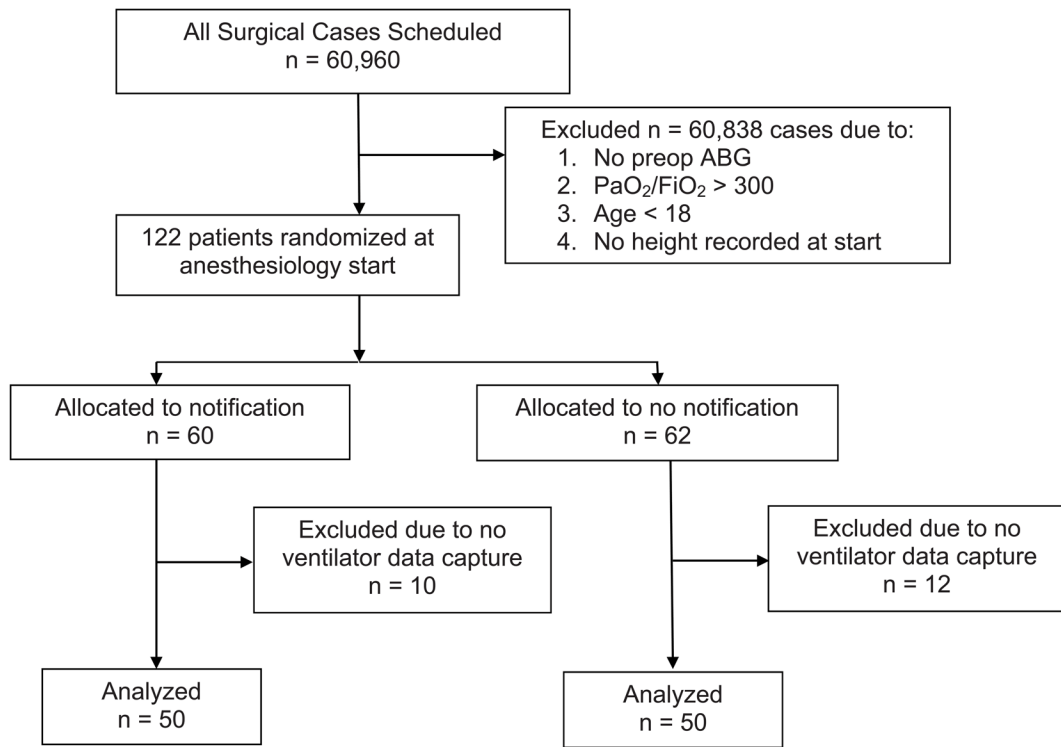 All Surgical Cases Scheduled
n = 60,960
Excluded n = 60,838 cases due to:
1. No preop ABG
2. PaO₂/FiO₂ > 300
3. Age < 18
4. No height recorded at start
122 patients randomized at
anesthesiology start
Allocated to notification
n = 60
Allocated to no notification
n = 62
Excluded due to no
ventilator data capture
n = 10
Excluded due to no
ventilator data capture
n = 12
Analyzed
n = 50
Analyzed
n = 50